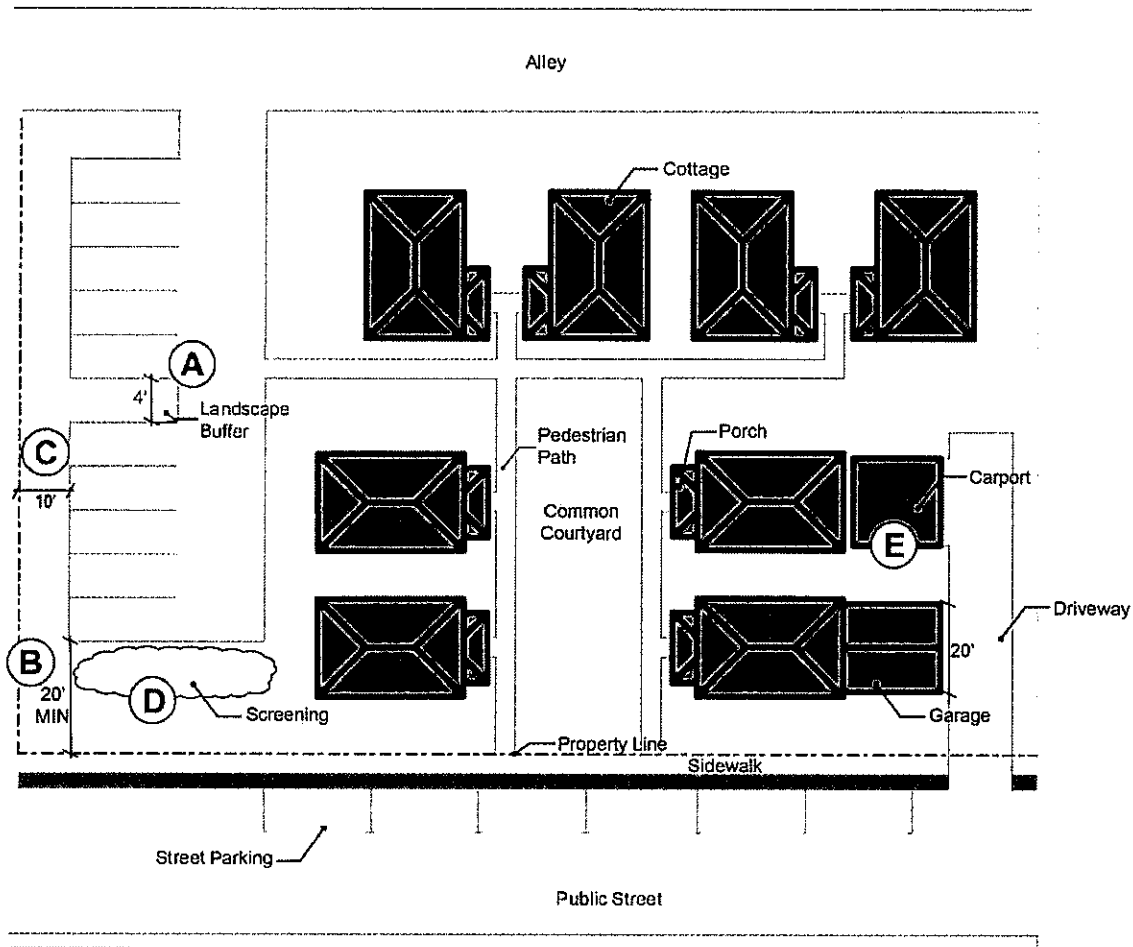 Alley
Cottage
A
4'
Landscape
Buffer
C
10'
Pedestrian
Path
Porch
Common
Courtyard
Carport
E
B
20'
MIN
D
Screening
Driveway
20'
Garage
Property Line
Sidewalk
Street Parking
Public Street